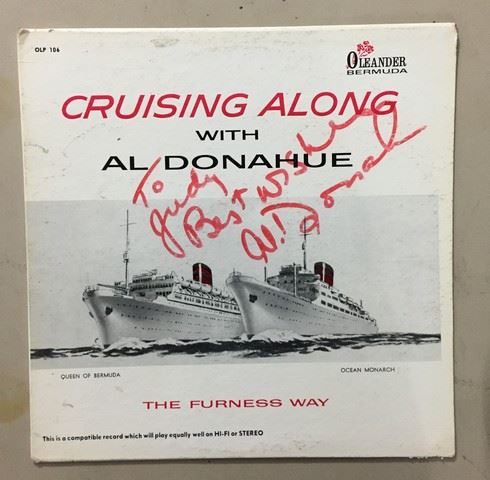 OLP 106
OLEANDER
BERMUDA
CRUISING ALONG
WITH
AL DONAHUE
To
Judy
Best wishes
Al Donahue
QUEEN OF BERMUDA
OCEAN MONARCH
THE FURNESS WAY
This is a compatible record which will play equally well on HI-FI or STEREO